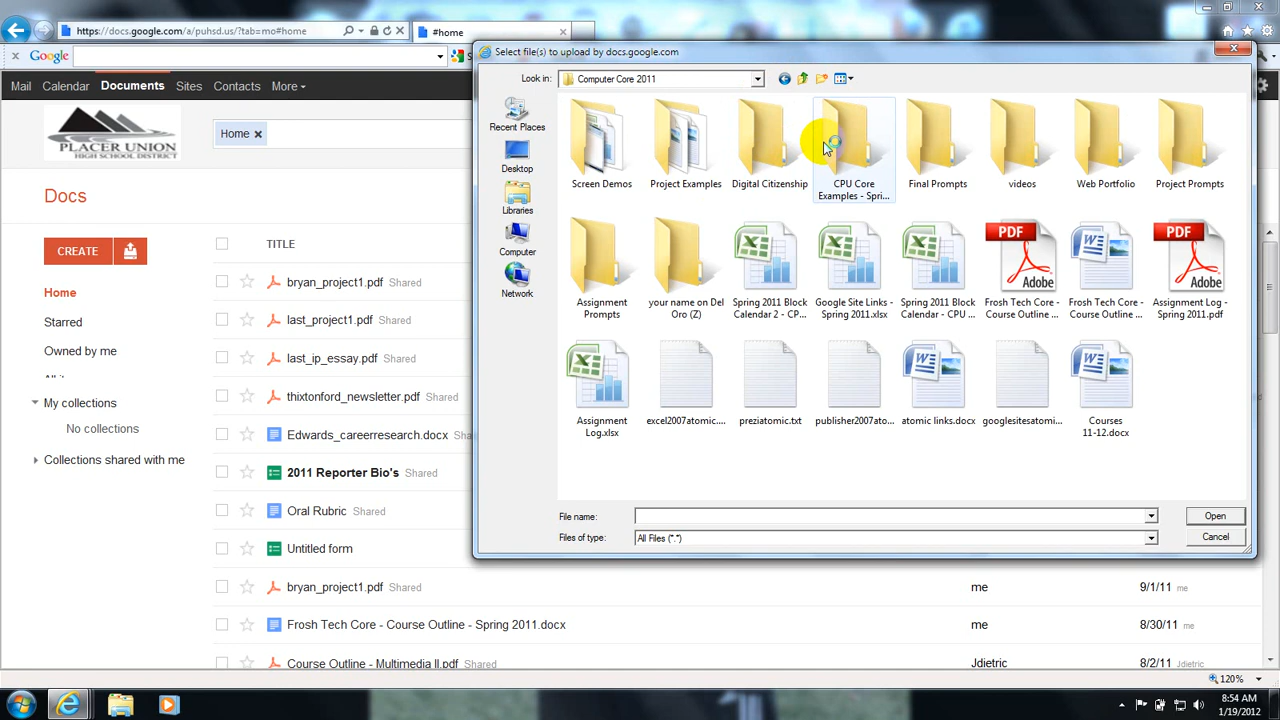 https://docs.google.com/a/puhsd.us/?tab=mo#home
#home
Google
Select file(s) to upload by docs.google.com
Mail Calendar Documents Sites Contacts More
PLACER UNION
HIGH SCHOOL DISTRICT
Home
Docs
CREATE
TITLE
Home
Starred
Owned by me
My collections
No collections
Collections shared with me
bryan_project1.pdf Shared
last_project1.pdf Shared
last_ip_essay.pdf Shared
thixtonford_newsletter.pdf Shared
Edwards_careerresearch.docx
2011 Reporter Bio's Shared
Oral Rubric Shared
Untitled form
bryan_project1.pdf Shared me 9/1/11 me
Frosh Tech Core - Course Outline - Spring 2011.docx me 8/30/11 me
Course Outline - Multimedia II.pdf Shared Jdietric 8/2/11 Jdietric
Look in: Computer Core 2011
Recent Places
Desktop
Libraries
Computer
Network
Screen Demos
Project Examples
Digital Citizenship
CPU Core
Examples - Spri...
Final Prompts
videos
Web Portfolio
Project Prompts
Assignment
Prompts
your name on Del
Oro (Z)
Spring 2011 Block
Calendar 2 - CP...
Google Site Links -
Spring 2011.xlsx
Spring 2011 Block
Calendar - CPU ...
Frosh Tech Core -
Course Outline ...
Frosh Tech Core -
Course Outline ...
Assignment Log -
Spring 2011.pdf
PDF
Adobe
PDF
Adobe
Assignment
Log.xlsx
excel2007atomic....
preziatomic.txt
publisher2007ato...
atomic links.docx
googlesitesatomi...
Courses
11-12.docx
File name:
Open
Files of type: All Files (*.*)
Cancel
120%
8:54 AM
1/19/2012